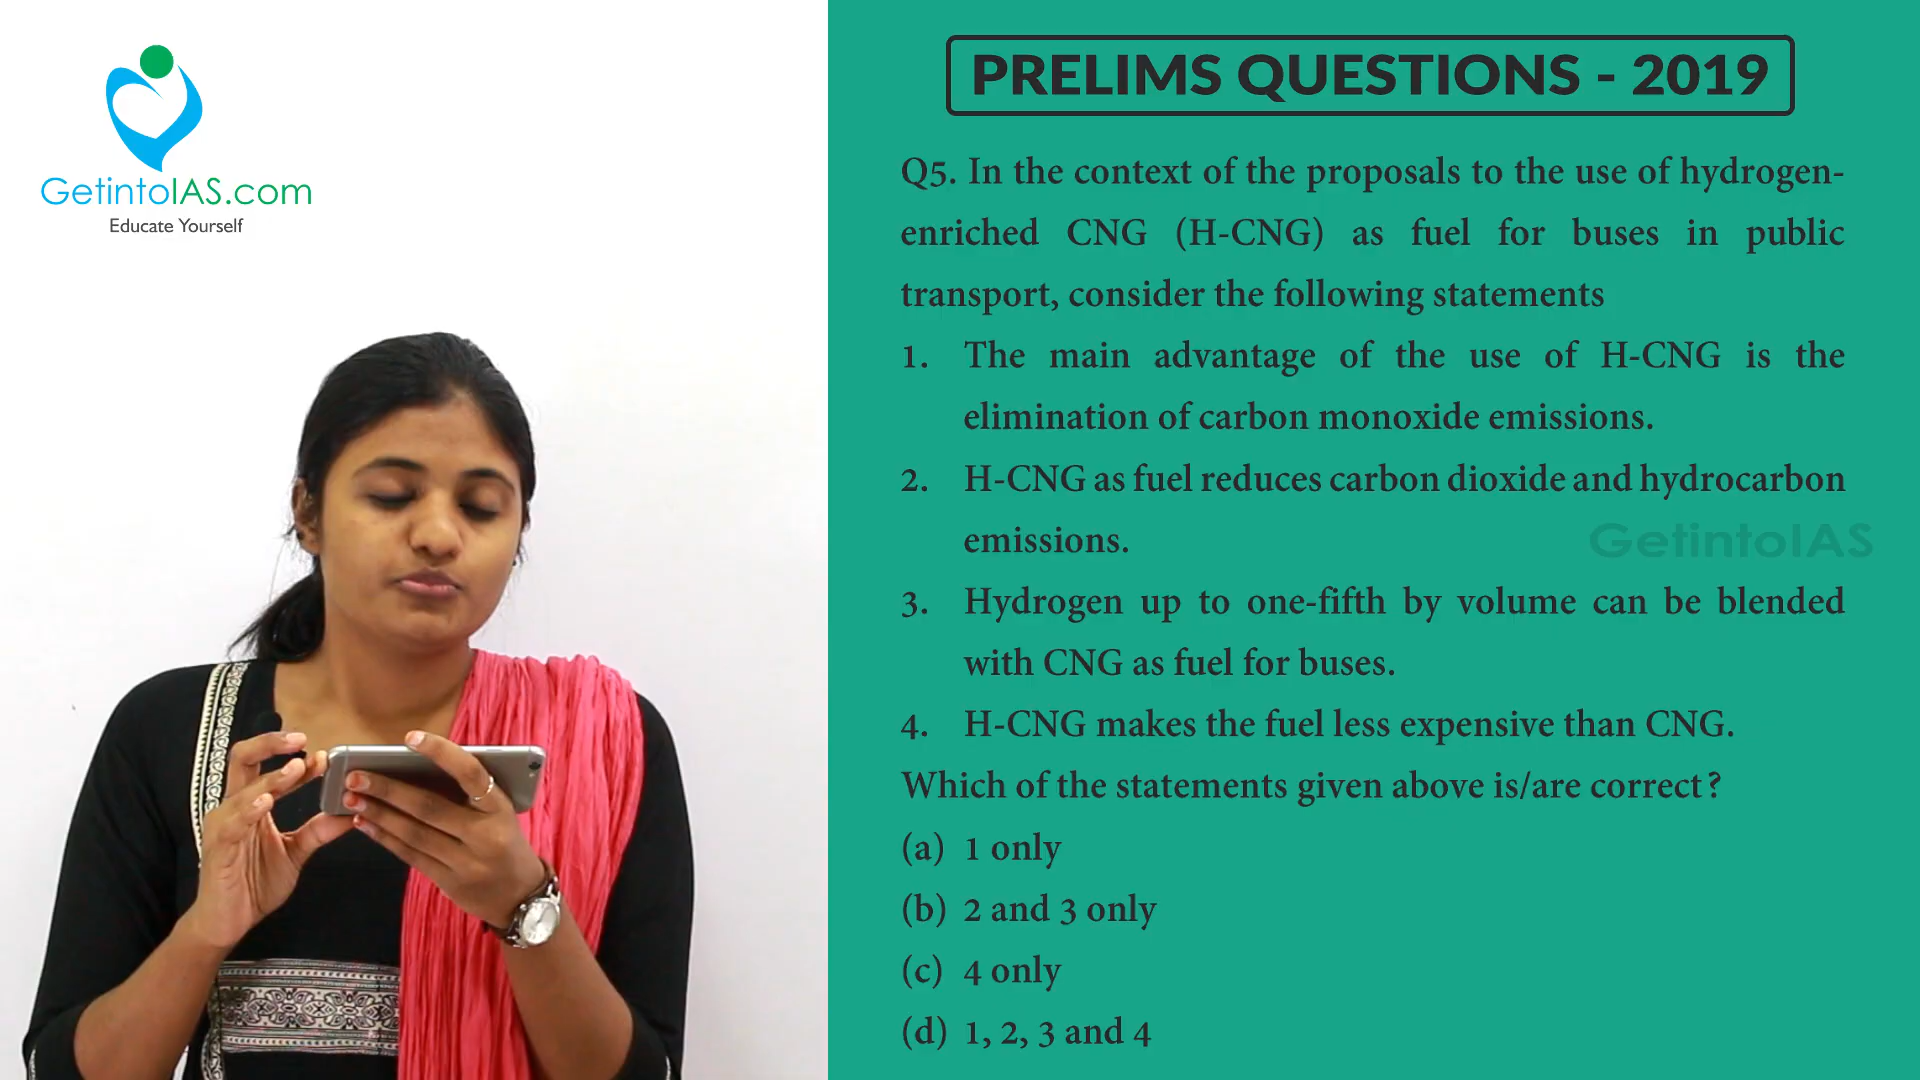 GetintoIAS.com
Educate Yourself
PRELIMS QUESTIONS - 2019
Q5. In the context of the proposals to the use of hydrogen-
enriched CNG (H-CNG) as fuel for buses in public
transport, consider the following statements
1. The main advantage of the use of H-CNG is the
elimination of carbon monoxide emissions.
2. H-CNG as fuel reduces carbon dioxide and hydrocarbon
emissions.
GetintoIAS
3. Hydrogen up to one-fifth by volume can be blended
with CNG as fuel for buses.
4. H-CNG makes the fuel less expensive than CNG.
Which of the statements given above is/are correct?
(a) 1 only
(b) 2 and 3 only
(c) 4 only
(d) 1, 2, 3 and 4